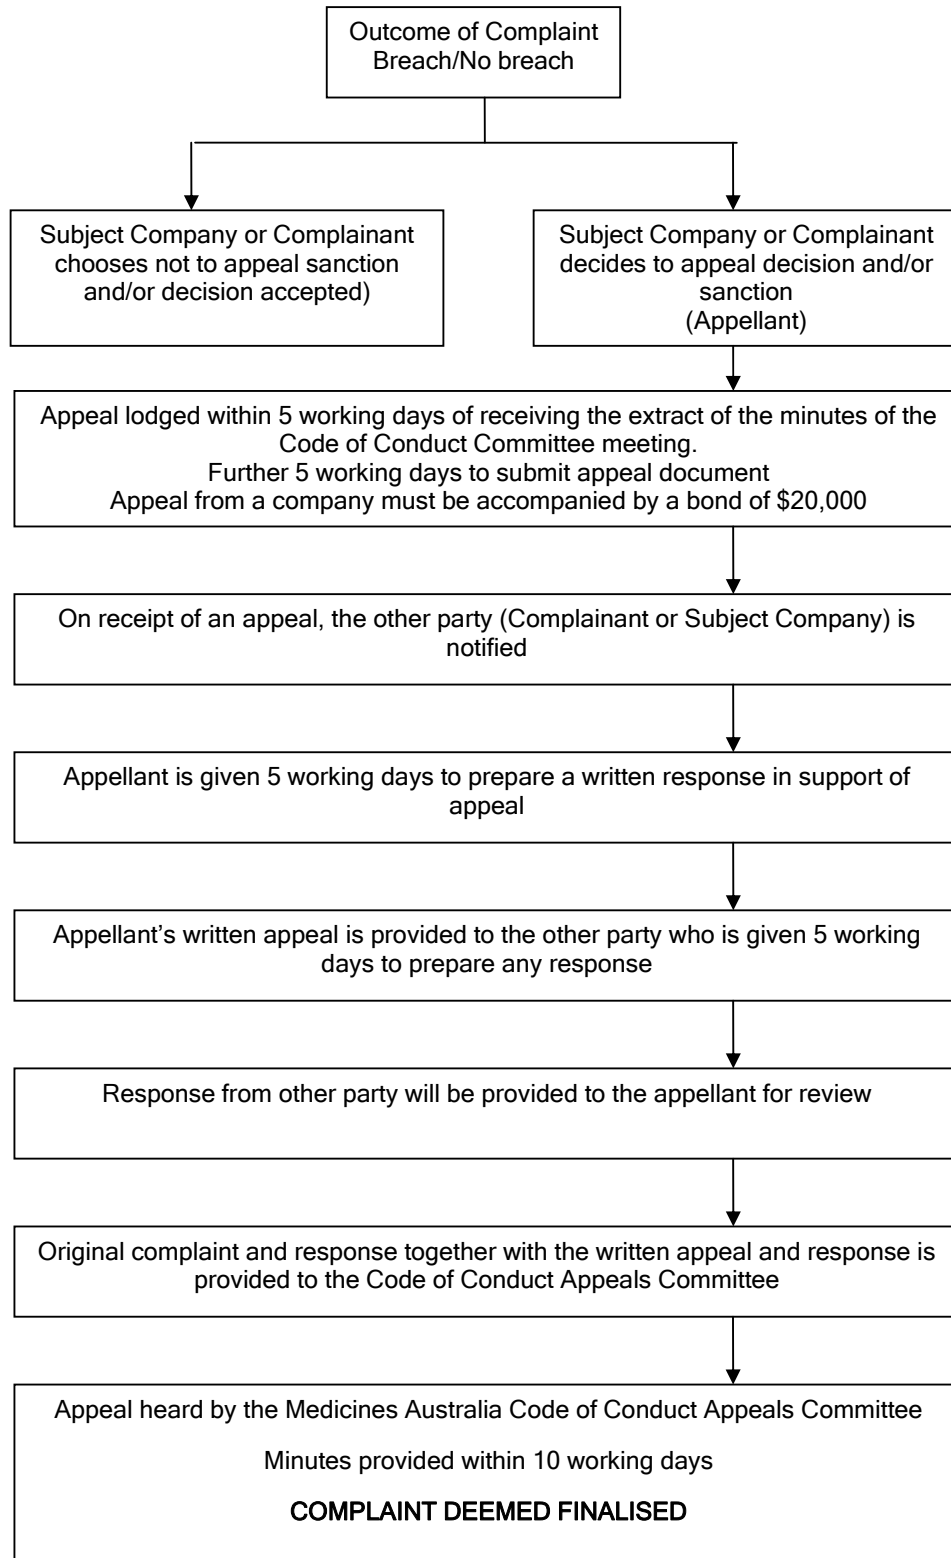 Outcome of Complaint
Breach/No breach
Subject Company or Complainant
chooses not to appeal sanction
and/or decision accepted)
Subject Company or Complainant
decides to appeal decision and/or
sanction
(Appellant)
Appeal lodged within 5 working days of receiving the extract of the minutes of the
Code of Conduct Committee meeting.
Further 5 working days to submit appeal document
Appeal from a company must be accompanied by a bond of $20,000
On receipt of an appeal, the other party (Complainant or Subject Company) is
notified
Appellant is given 5 working days to prepare a written response in support of
appeal
Appellant’s written appeal is provided to the other party who is given 5 working
days to prepare any response
Response from other party will be provided to the appellant for review
Original complaint and response together with the written appeal and response is
provided to the Code of Conduct Appeals Committee
Appeal heard by the Medicines Australia Code of Conduct Appeals Committee
Minutes provided within 10 working days
COMPLAINT DEEMED FINALISED